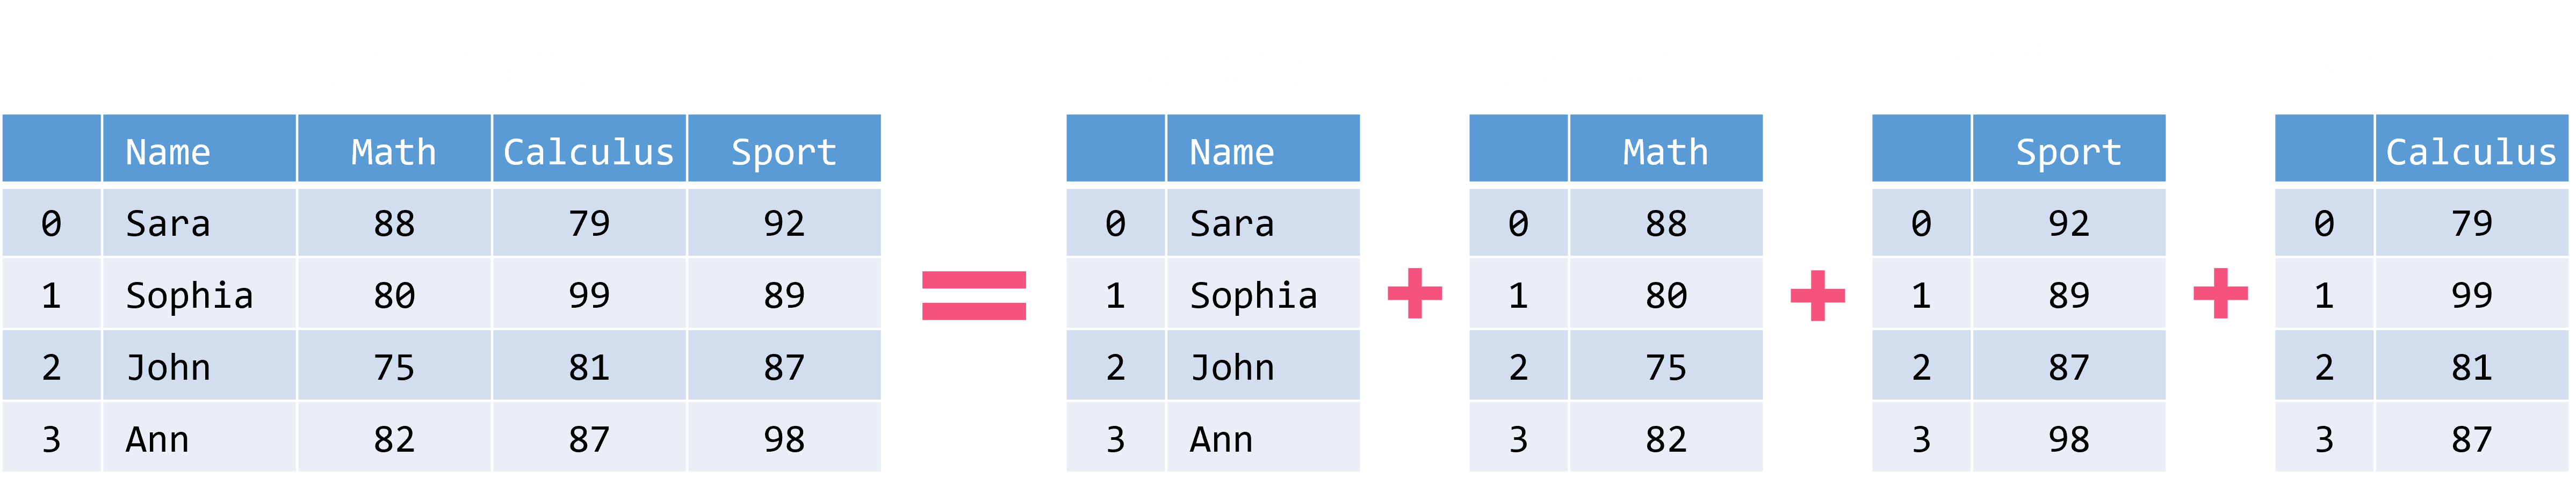 Name Math Calculus Sport
0 Sara 88 79 92
1 Sophia 80 99 89
2 John 75 81 87
3 Ann 82 87 98
=
Name
0 Sara
1 Sophia
2 John
3 Ann
+
Math
0 88
1 80
2 75
3 82
+
Sport
0 92
1 89
2 87
3 98
+
Calculus
0 79
1 99
2 81
3 87